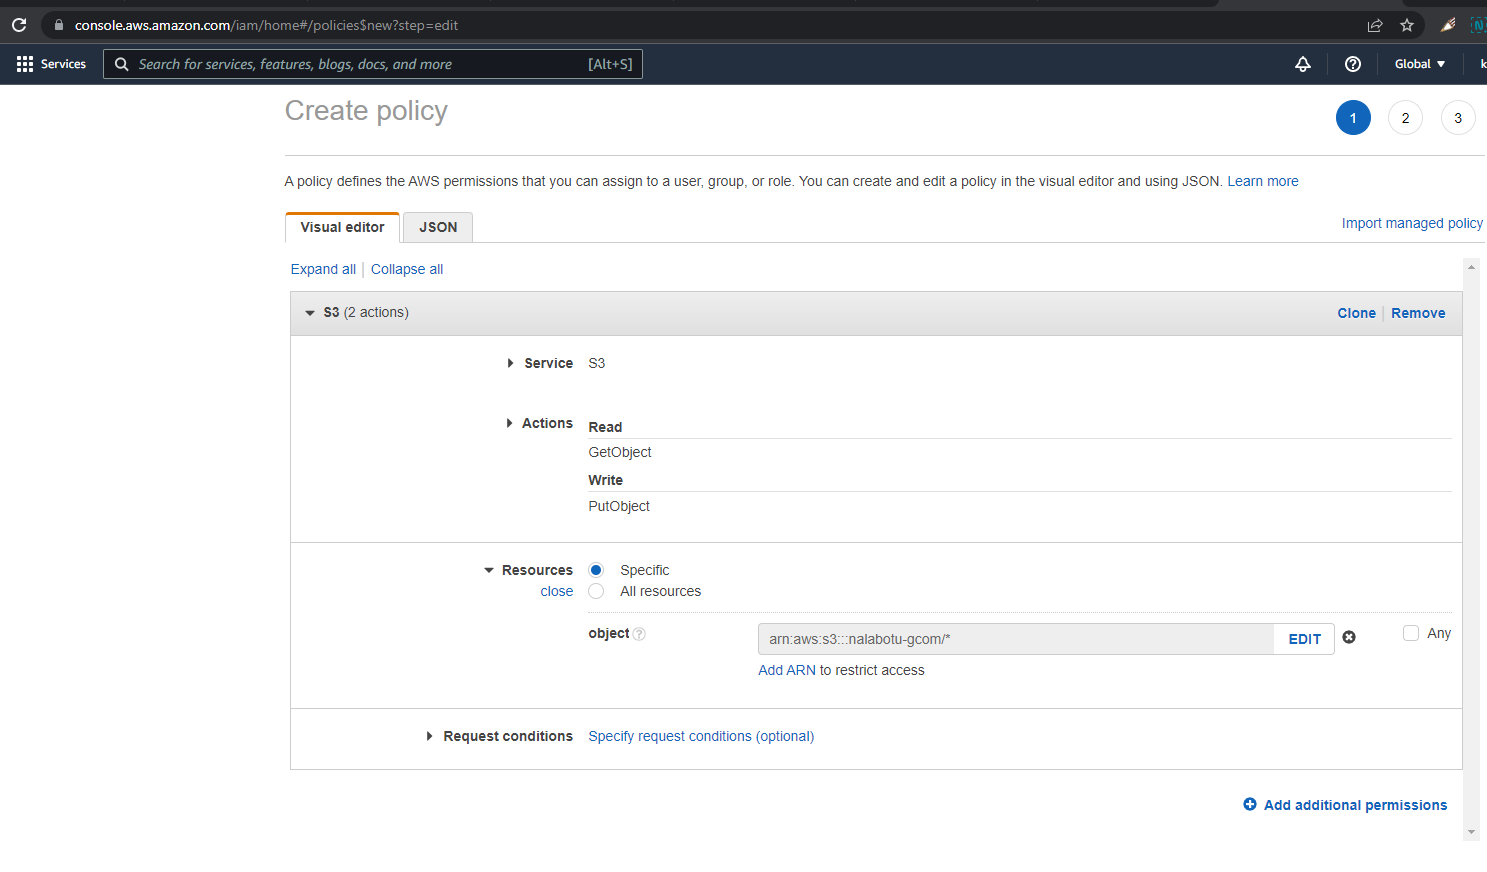 console.aws.amazon.com/iam/home#/policies$new?step=edit
Services
Search for services, features, blogs, docs, and more [Alt+S]
Global
Create policy
1 2 3
A policy defines the AWS permissions that you can assign to a user, group, or role. You can create and edit a policy in the visual editor and using JSON. Learn more
Visual editor JSON
Import managed policy
Expand all | Collapse all
S3 (2 actions)
Clone | Remove
Service S3
Actions Read
GetObject
Write
PutObject
Resources Specific
close All resources
object ? arn:aws:s3:::nalabotu-gcom/* EDIT Any
Add ARN to restrict access
Request conditions Specify request conditions (optional)
Add additional permissions